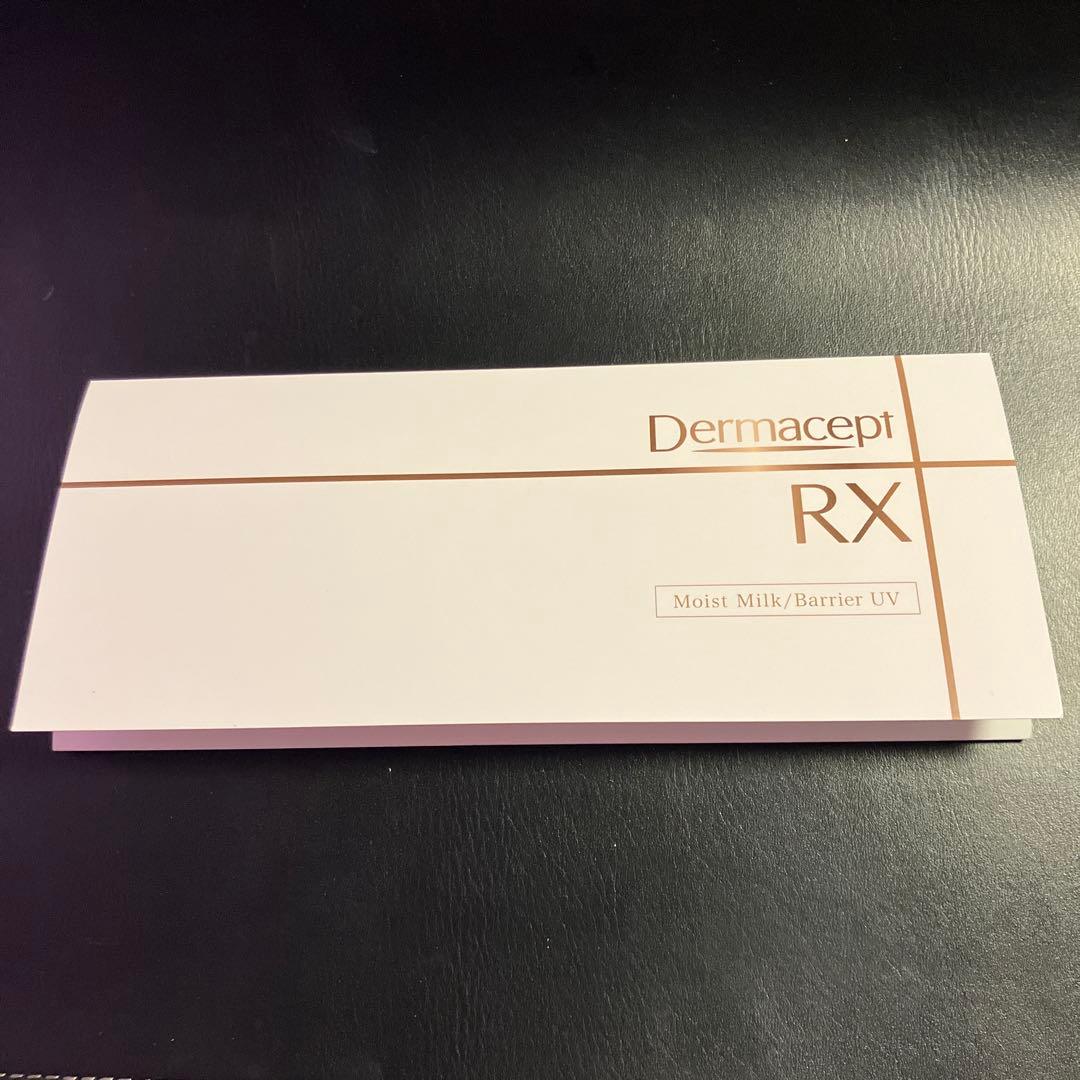 Dermacept
RX
Moist Milk/Barrier UV